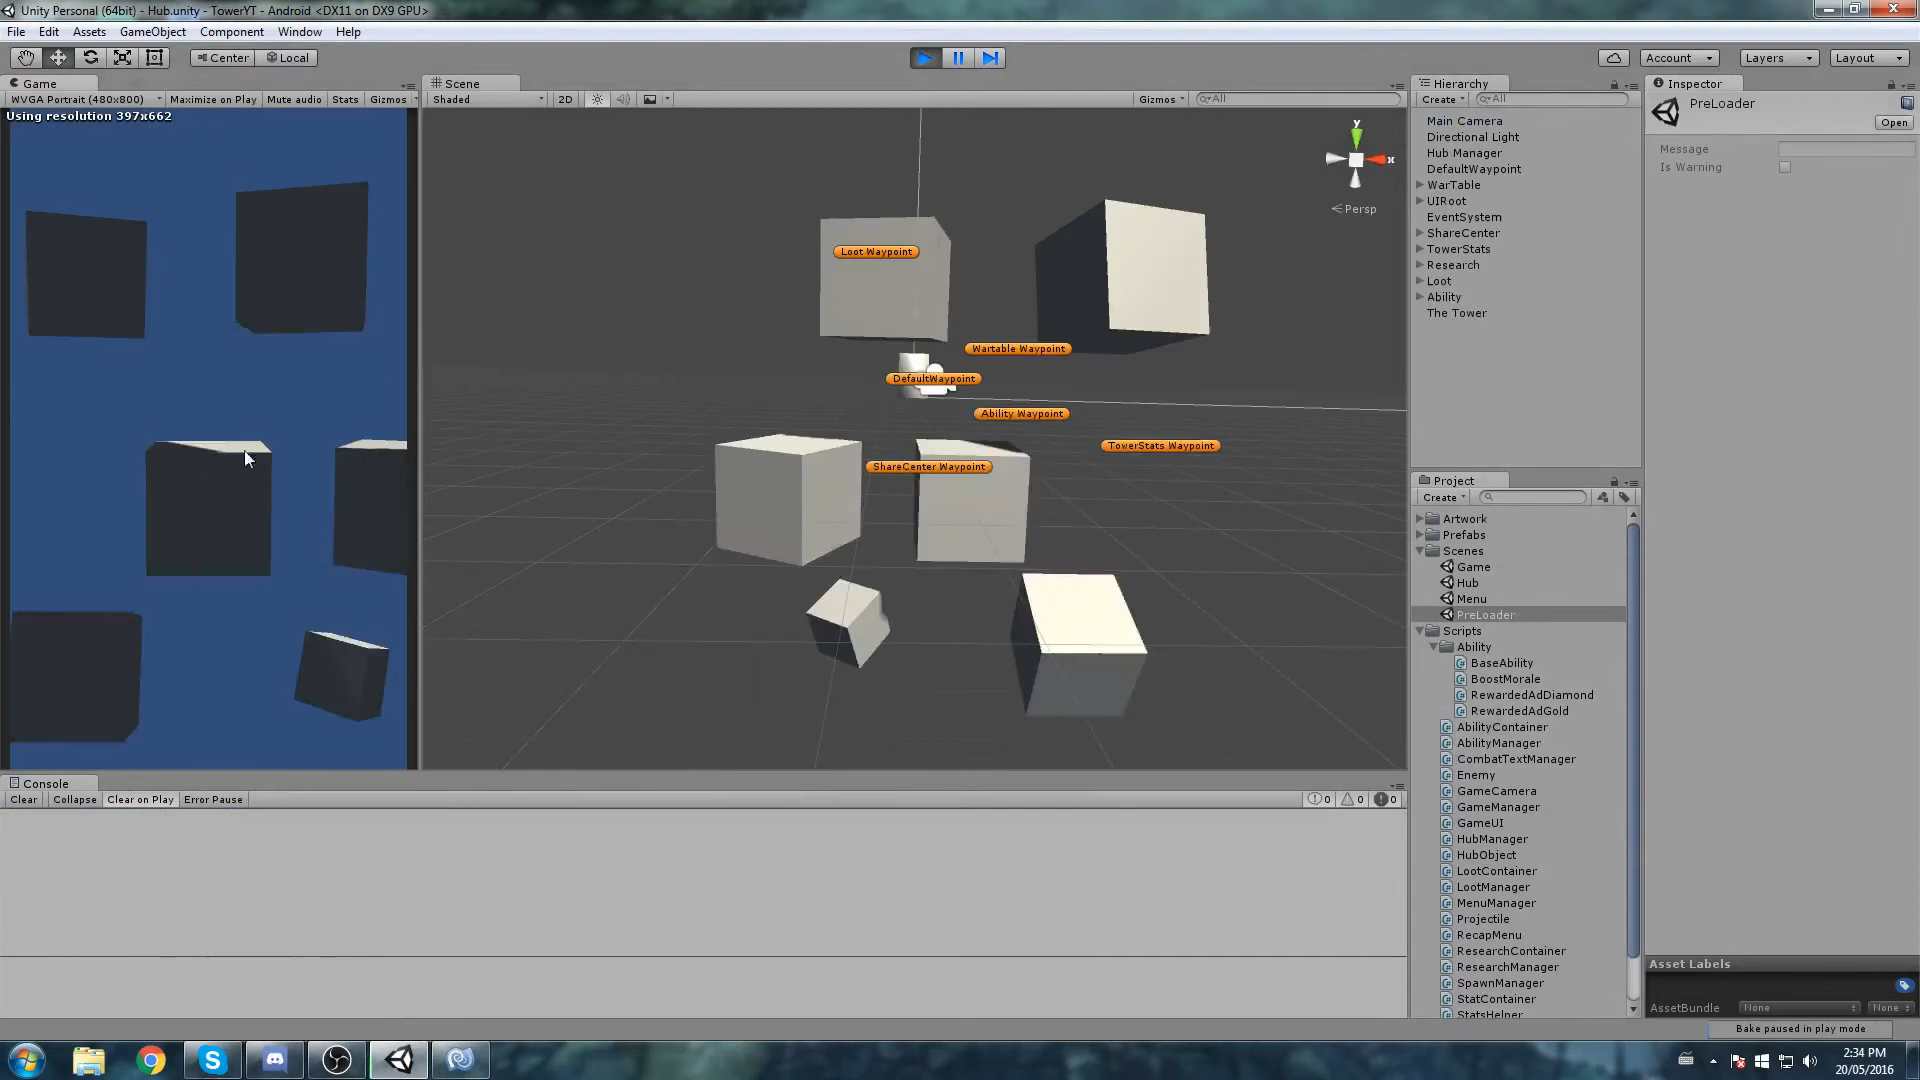 Unity Personal (64bit) - Hub.unity - TowerYT - Android <DX11 on DX9 GPU>
File Edit Assets GameObject Component Window Help
Center Local Account Layers Layout
Game
WVGA Portrait (480x800) Maximize on Play Mute audio Stats Gizmos
Using resolution 397x662
Scene
Shaded 2D Gizmos All
y
x
Persp
Loot Waypoint
Wartable Waypoint
DefaultWaypoint
Ability Waypoint
TowerStats Waypoint
ShareCenter Waypoint
Hierarchy
Create All
Main Camera
Directional Light
Hub Manager
DefaultWaypoint
WarTable
UIRoot
EventSystem
ShareCenter
TowerStats
Research
Loot
Ability
The Tower
Project
Create
Artwork
Prefabs
Scenes
Game
Hub
Menu
PreLoader
Scripts
Ability
BaseAbility
BoostMorale
RewardedAdDiamond
RewardedAdGold
AbilityContainer
AbilityManager
CombatTextManager
Enemy
GameCamera
GameManager
GameUI
HubManager
HubObject
LootContainer
LootManager
MenuManager
Projectile
RecapMenu
ResearchContainer
ResearchManager
SpawnManager
StatContainer
StatsHelper
Inspector
PreLoader
Open
Message
Is Warning
Asset Labels
AssetBundle None None
Console
Clear Collapse Clear on Play Error Pause 0 0 0
Bake paused in play mode
2:34 PM
20/05/2016